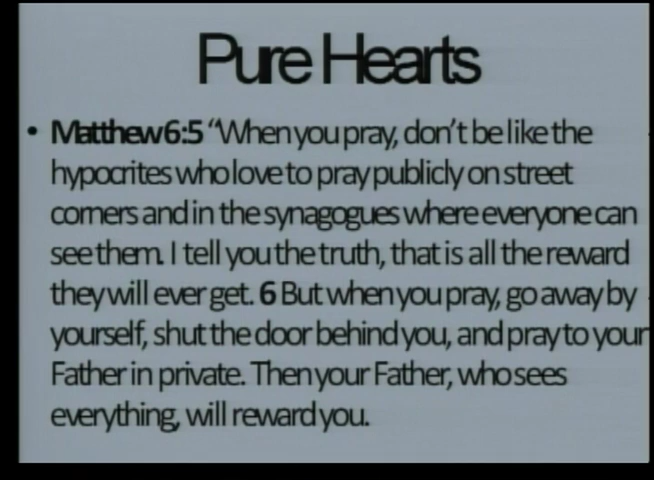 Pure Hearts
• Matthew 6:5 “When you pray, don’t be like the
hypocrites who love to pray publicly on street
corners and in the synagogues where everyone can
see them. I tell you the truth, that is all the reward
they will ever get. 6 But when you pray, go away by
yourself, shut the door behind you, and pray to your
Father in private. Then your Father, who sees
everything, will reward you.